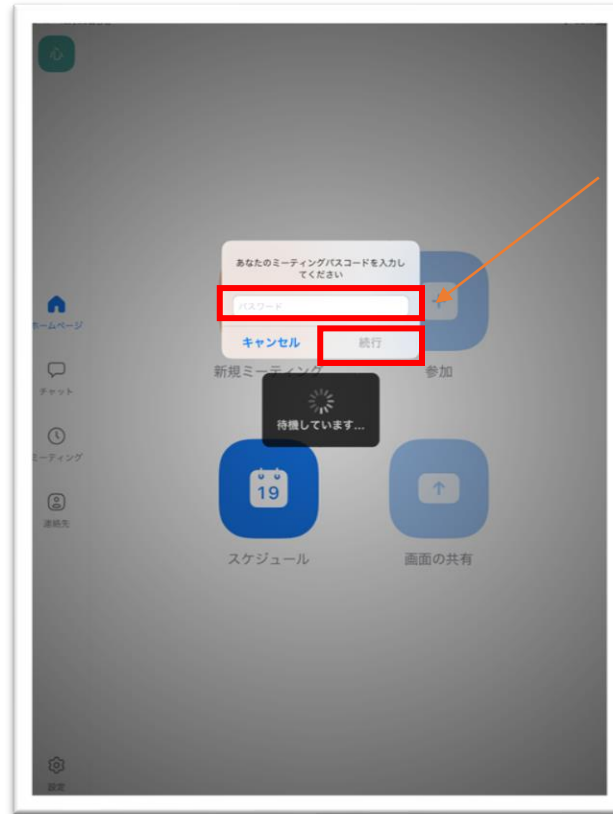 心
あなたのミーティングパスコードを入力し
てください
パスワード
キャンセル
続行
ホームページ
新規ミーティング
参加
チャット
待機しています...
ミーティング
19
連絡先
スケジュール
画面の共有
設定